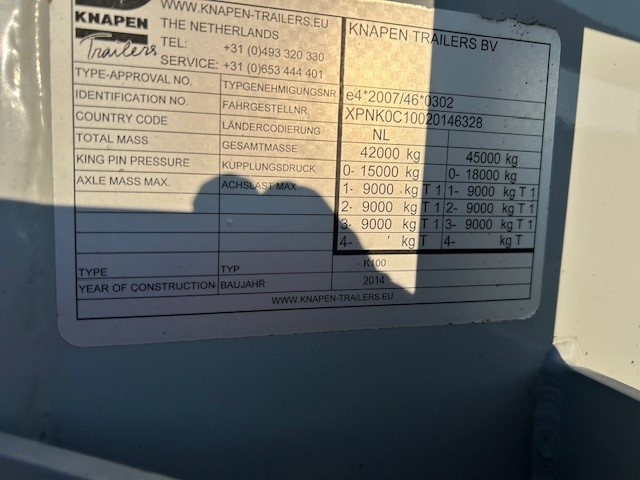 KNAPEN
Trailers
WWW.KNAPEN-TRAILERS.EU
THE NETHERLANDS
TEL: +31 (0)493 320 330
SERVICE: +31 (0)653 444 401
KNAPEN TRAILERS BV
TYPE-APPROVAL NO. TYPGENEHMIGUNGSNR e4*2007/46*0302
IDENTIFICATION NO. FAHRGESTELLNR. XPNK0C10020146328
COUNTRY CODE LÄNDERCODIERUNG NL
TOTAL MASS GESAMTMASSE 42000 kg 45000 kg
KING PIN PRESSURE KUPPLUNGSDRUCK 0- 15000 kg 0- 18000 kg
AXLE MASS MAX. ACHSLAST MAX 1- 9000 kg T 1 1- 9000 kg T 1
2- 9000 kg T 1 2- 9000 kg T 1
3- 9000 kg T 1 3- 9000 kg T 1
4- kg T 4- kg T
TYPE TYP K100
YEAR OF CONSTRUCTION BAUJAHR 2014
WWW.KNAPEN-TRAILERS.EU